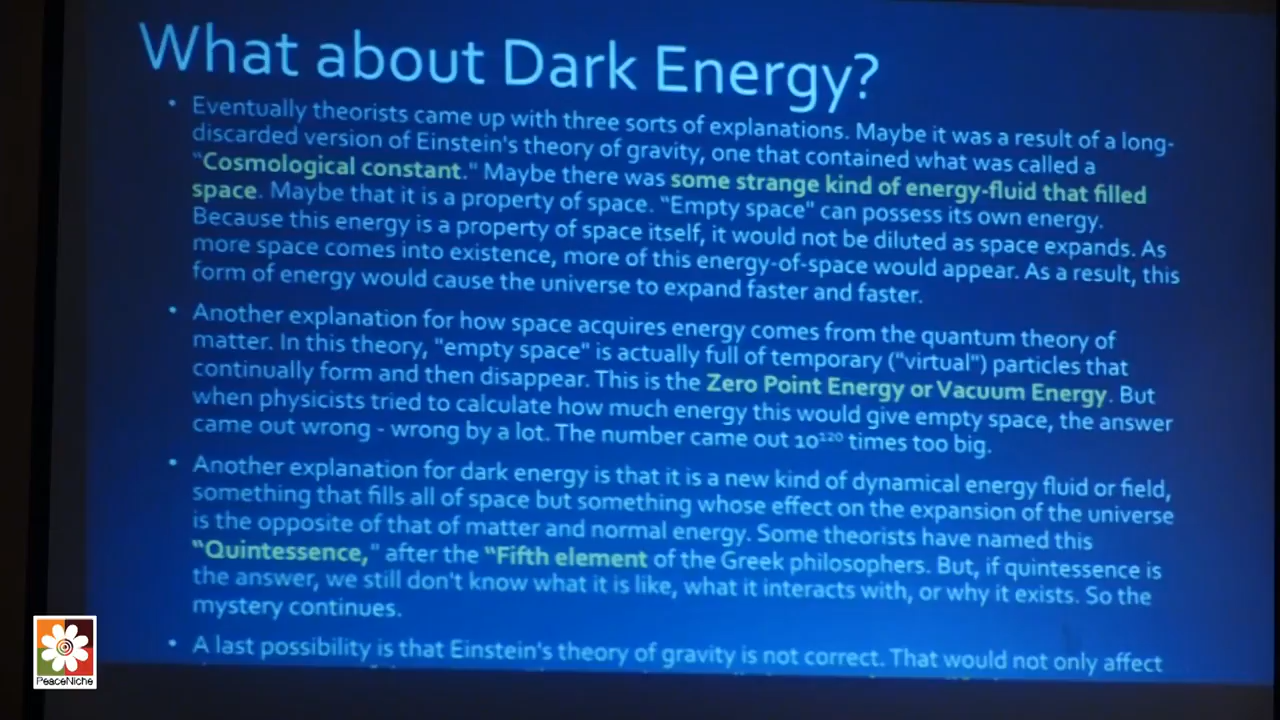 What about Dark Energy?
• Eventually theorists came up with three sorts of explanations. Maybe it was a result of a long-
discarded version of Einstein's theory of gravity, one that contained what was called a
"Cosmological constant." Maybe there was some strange kind of energy-fluid that filled
space. Maybe that it is a property of space. "Empty space" can possess its own energy.
Because this energy is a property of space itself, it would not be diluted as space expands. As
more space comes into existence, more of this energy-of-space would appear. As a result, this
form of energy would cause the universe to expand faster and faster.
• Another explanation for how space acquires energy comes from the quantum theory of
matter. In this theory, "empty space" is actually full of temporary ("virtual") particles that
continually form and then disappear. This is the Zero Point Energy or Vacuum Energy. But
when physicists tried to calculate how much energy this would give empty space, the answer
came out wrong - wrong by a lot. The number came out 10¹²⁰ times too big.
• Another explanation for dark energy is that it is a new kind of dynamical energy fluid or field,
something that fills all of space but something whose effect on the expansion of the universe
is the opposite of that of matter and normal energy. Some theorists have named this
"Quintessence," after the "Fifth element of the Greek philosophers. But, if quintessence is
the answer, we still don't know what it is like, what it interacts with, or why it exists. So the
mystery continues.
• A last possibility is that Einstein's theory of gravity is not correct. That would not only affect
PeaceNiche